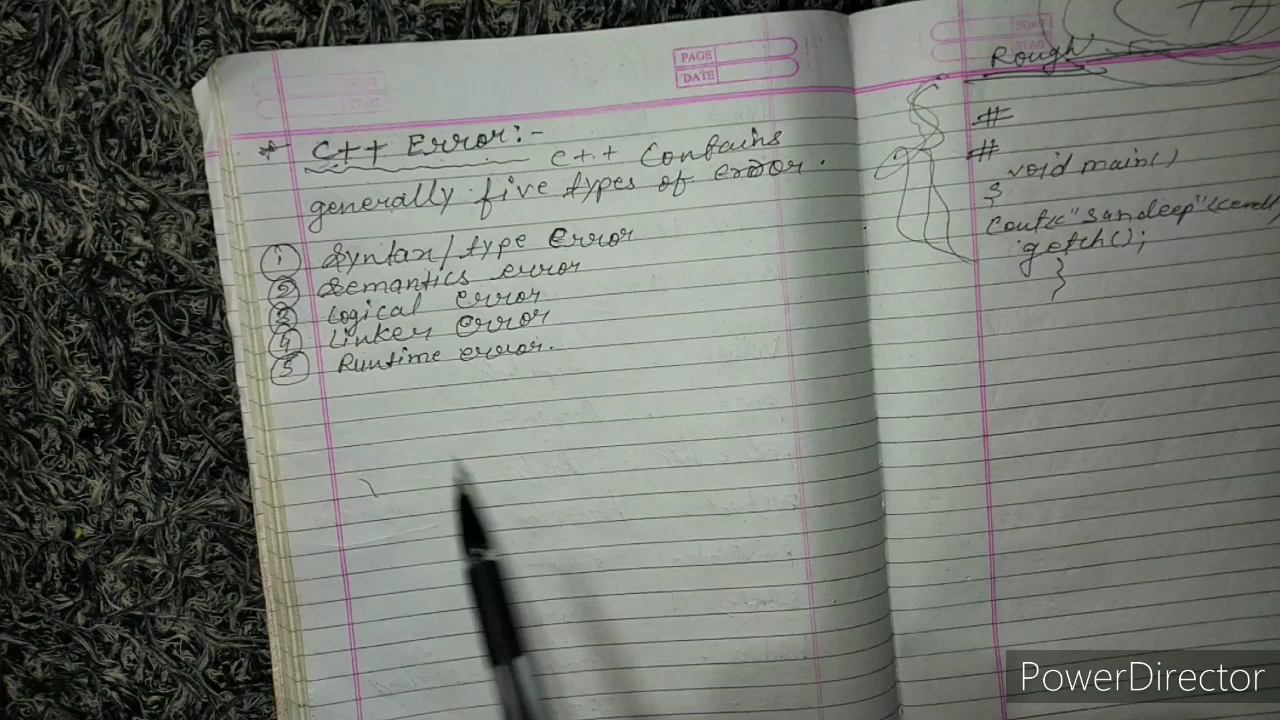 PAGE
DATE
* C++ Error:- C++ Contains
generally five types of error.
① Syntax/type Error
② Semantics error
③ Logical error
④ Linker Error
⑤ Runtime error.
C++
Rough
#
#
void main()
{
Cout<<"Sandeep"<<endl
getch();
}
PowerDirector